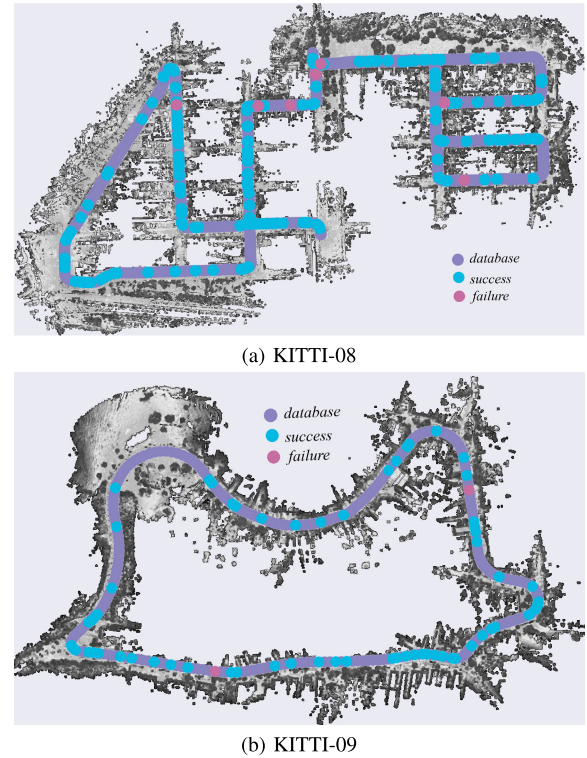 database
success
failure
(a) KITTI-08
database
success
failure
(b) KITTI-09